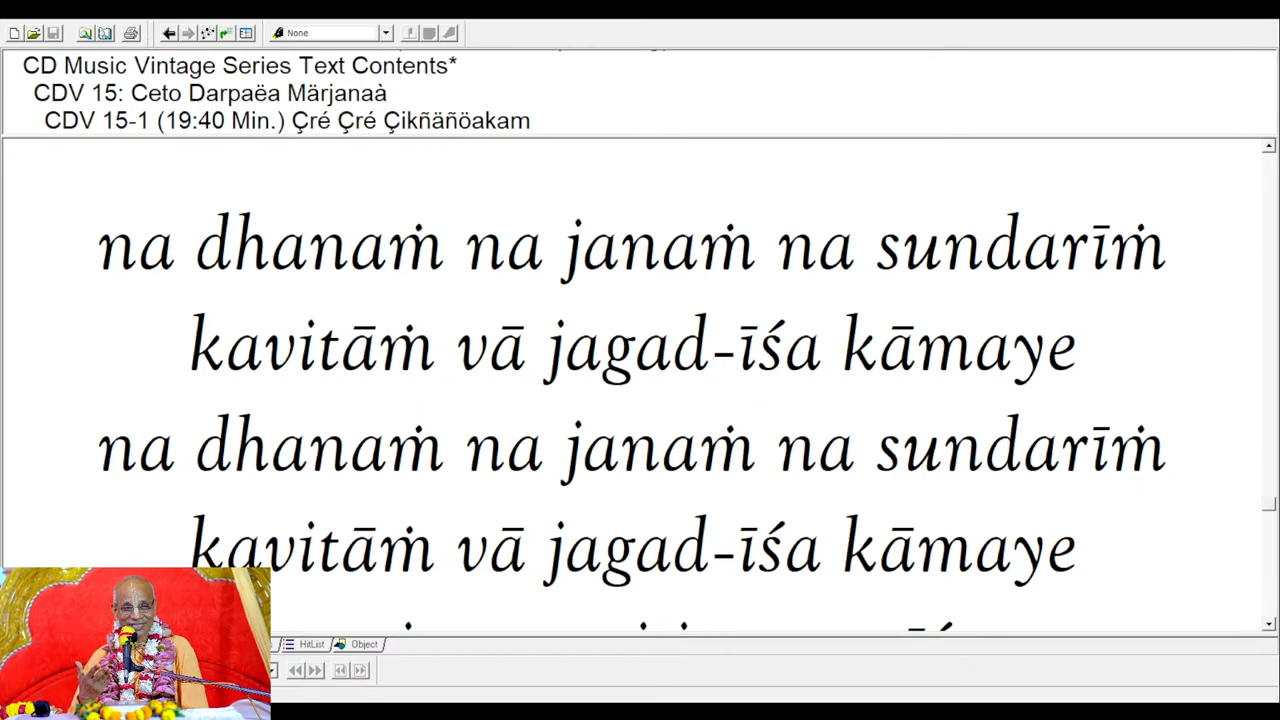 None
CD Music Vintage Series Text Contents*
CDV 15: Ceto Darpaëa Märjanaà
CDV 15-1 (19:40 Min.) Çré Çré Çikñäñöakam
na dhanaṁ na janaṁ na sundarīṁ
kavitāṁ vā jagad-īśa kāmaye
na dhanaṁ na janaṁ na sundarīṁ
kavitāṁ vā jagad-īśa kāmaye
HitList Object